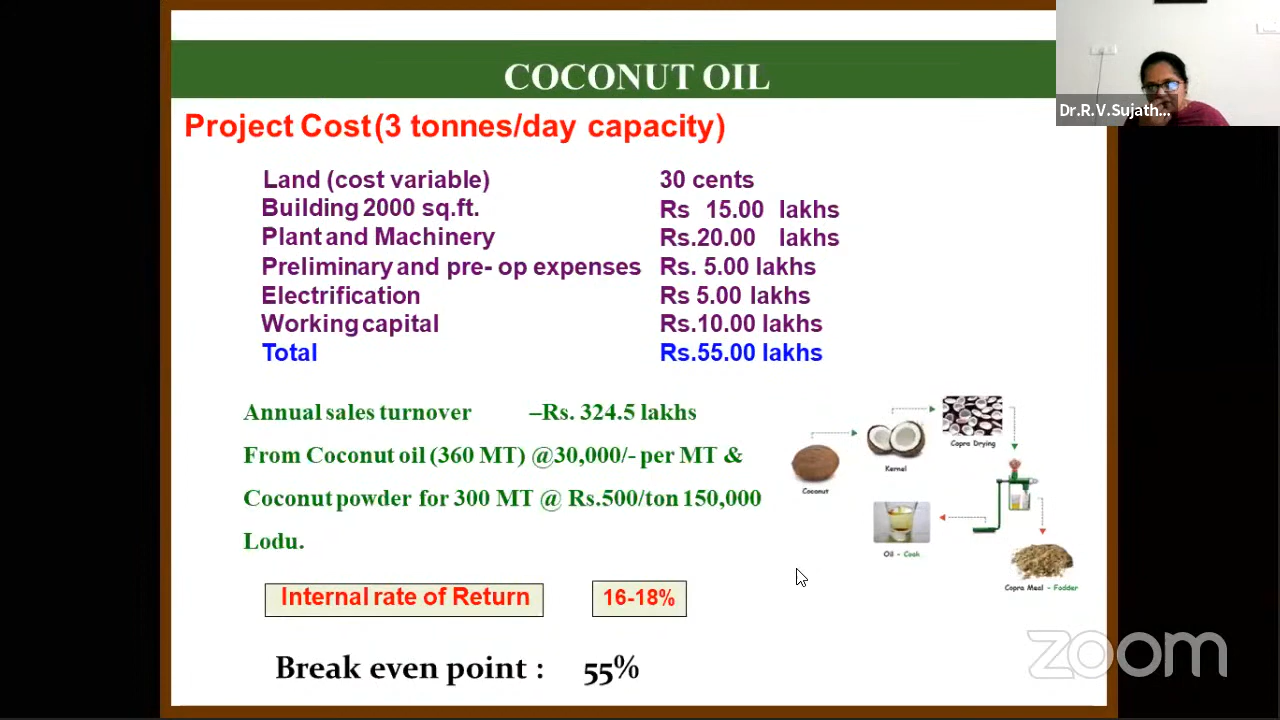 COCONUT OIL
Dr.R.V.Sujath...
Project Cost(3 tonnes/day capacity)
Land (cost variable) 30 cents
Building 2000 sq.ft. Rs 15.00 lakhs
Plant and Machinery Rs.20.00 lakhs
Preliminary and pre- op expenses Rs. 5.00 lakhs
Electrification Rs 5.00 lakhs
Working capital Rs.10.00 lakhs
Total Rs.55.00 lakhs
Annual sales turnover –Rs. 324.5 lakhs
From Coconut oil (360 MT) @30,000/- per MT &
Coconut powder for 300 MT @ Rs.500/ton 150,000
Lodu.
Coconut
Kernel
Copra Drying
Oil - Cook
Copra Meal - Fodder
Internal rate of Return 16-18%
Break even point : 55%
zoom